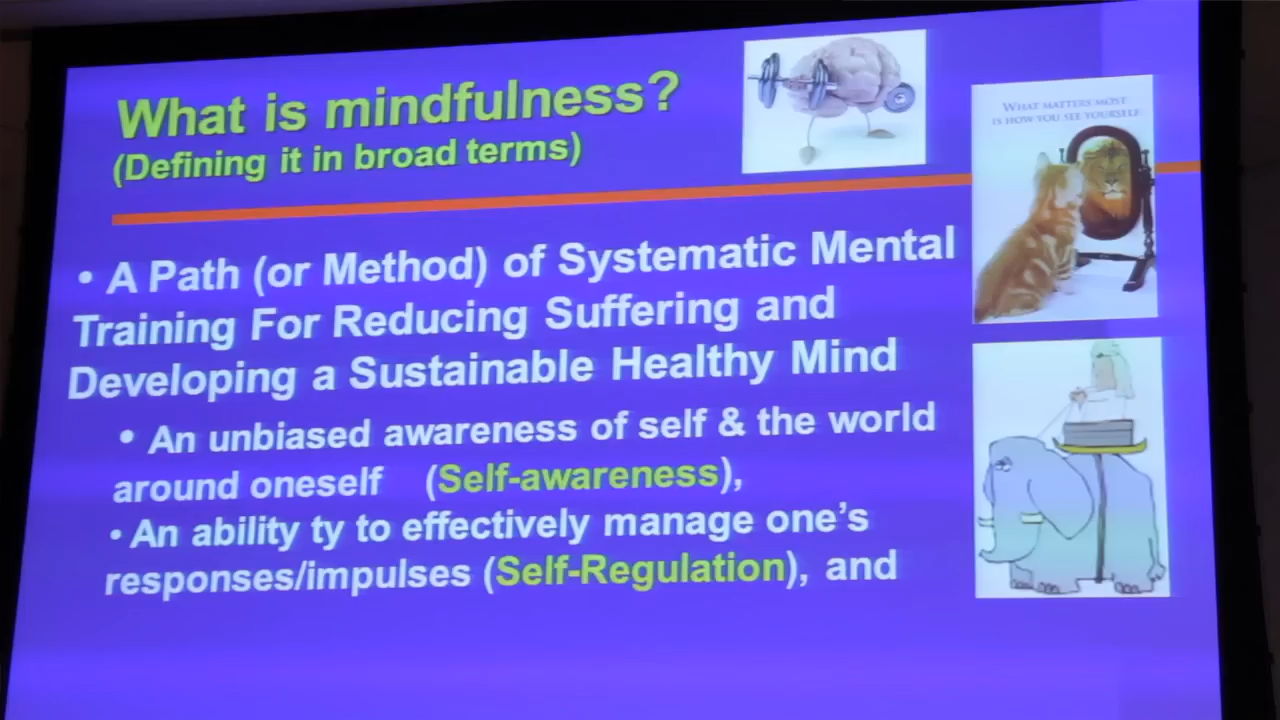 What is mindfulness?
(Defining it in broad terms)
WHAT MATTERS MOST
IS HOW YOU SEE YOURSELF
• A Path (or Method) of Systematic Mental
Training For Reducing Suffering and
Developing a Sustainable Healthy Mind
• An unbiased awareness of self & the world
around oneself (Self-awareness),
• An ability ty to effectively manage one’s
responses/impulses (Self-Regulation), and